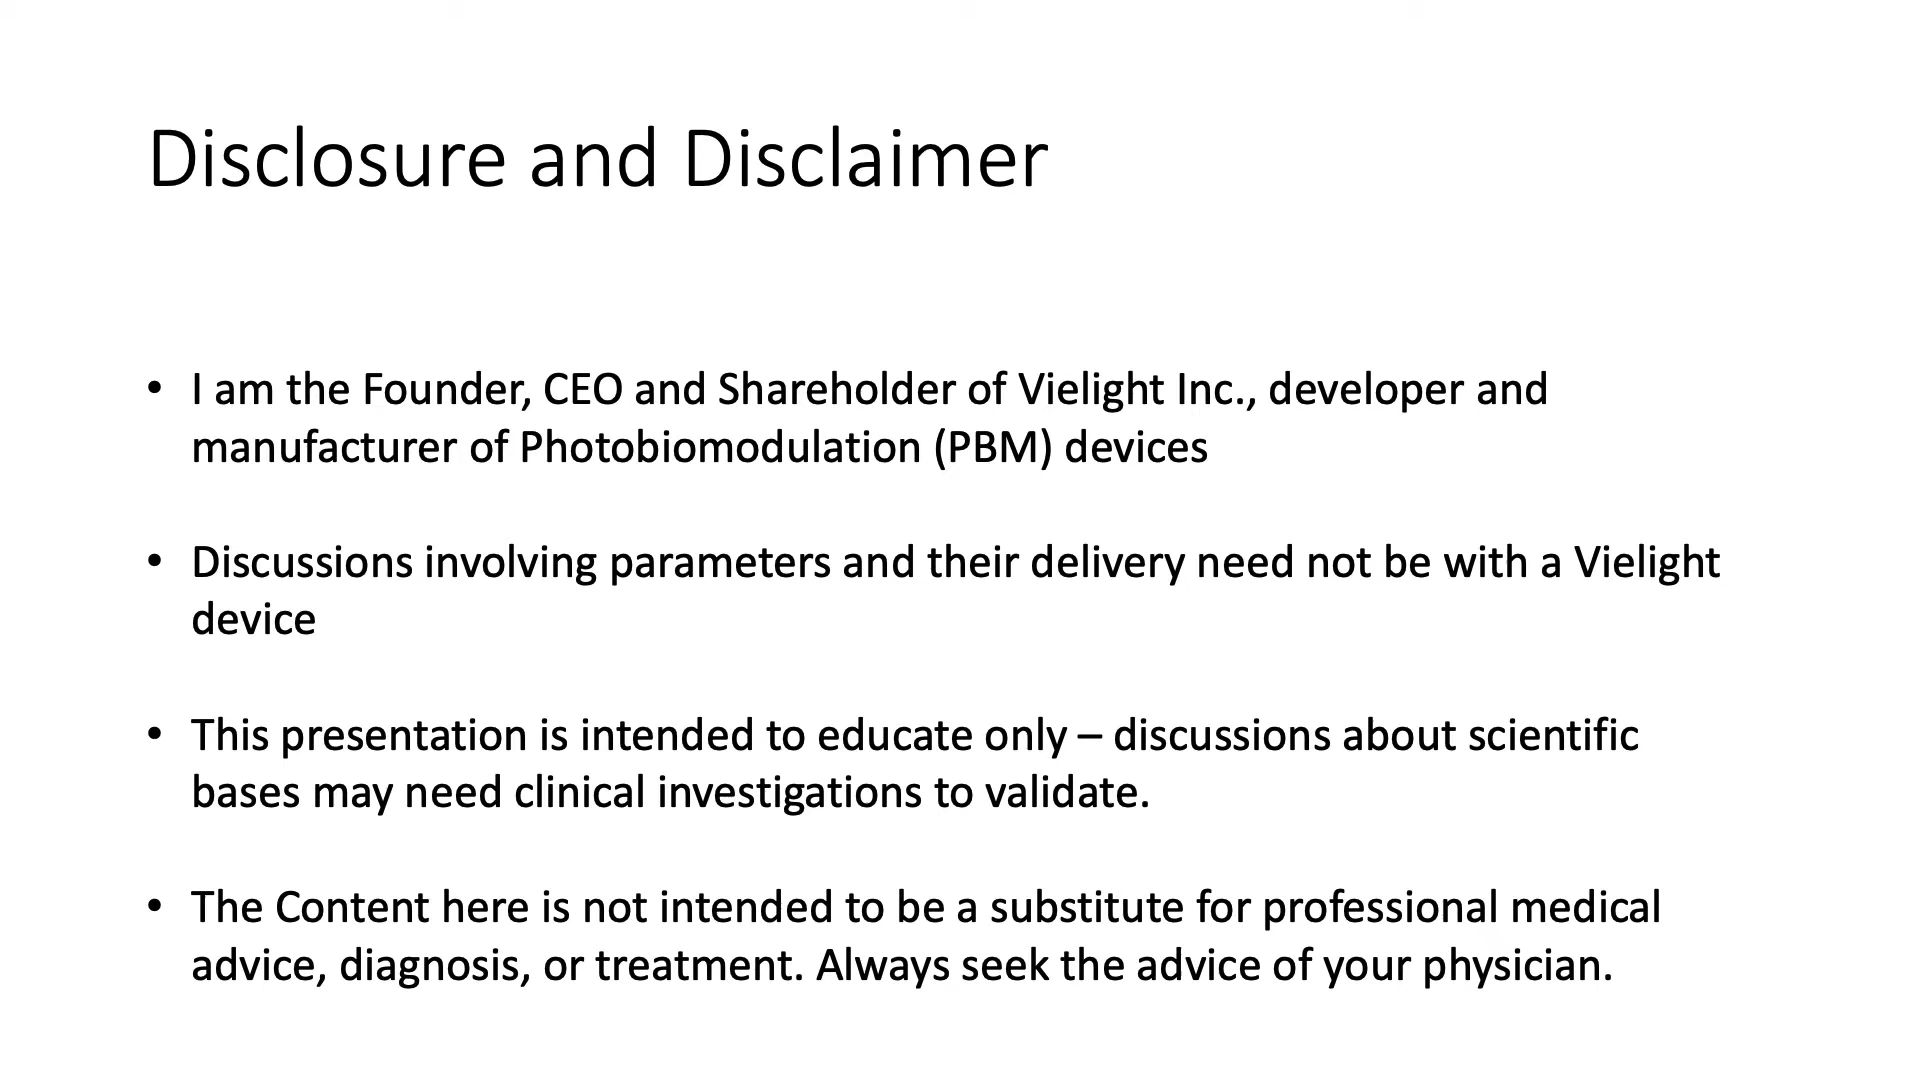 Disclosure and Disclaimer
• I am the Founder, CEO and Shareholder of Vielight Inc., developer and
manufacturer of Photobiomodulation (PBM) devices
• Discussions involving parameters and their delivery need not be with a Vielight
device
• This presentation is intended to educate only – discussions about scientific
bases may need clinical investigations to validate.
• The Content here is not intended to be a substitute for professional medical
advice, diagnosis, or treatment. Always seek the advice of your physician.